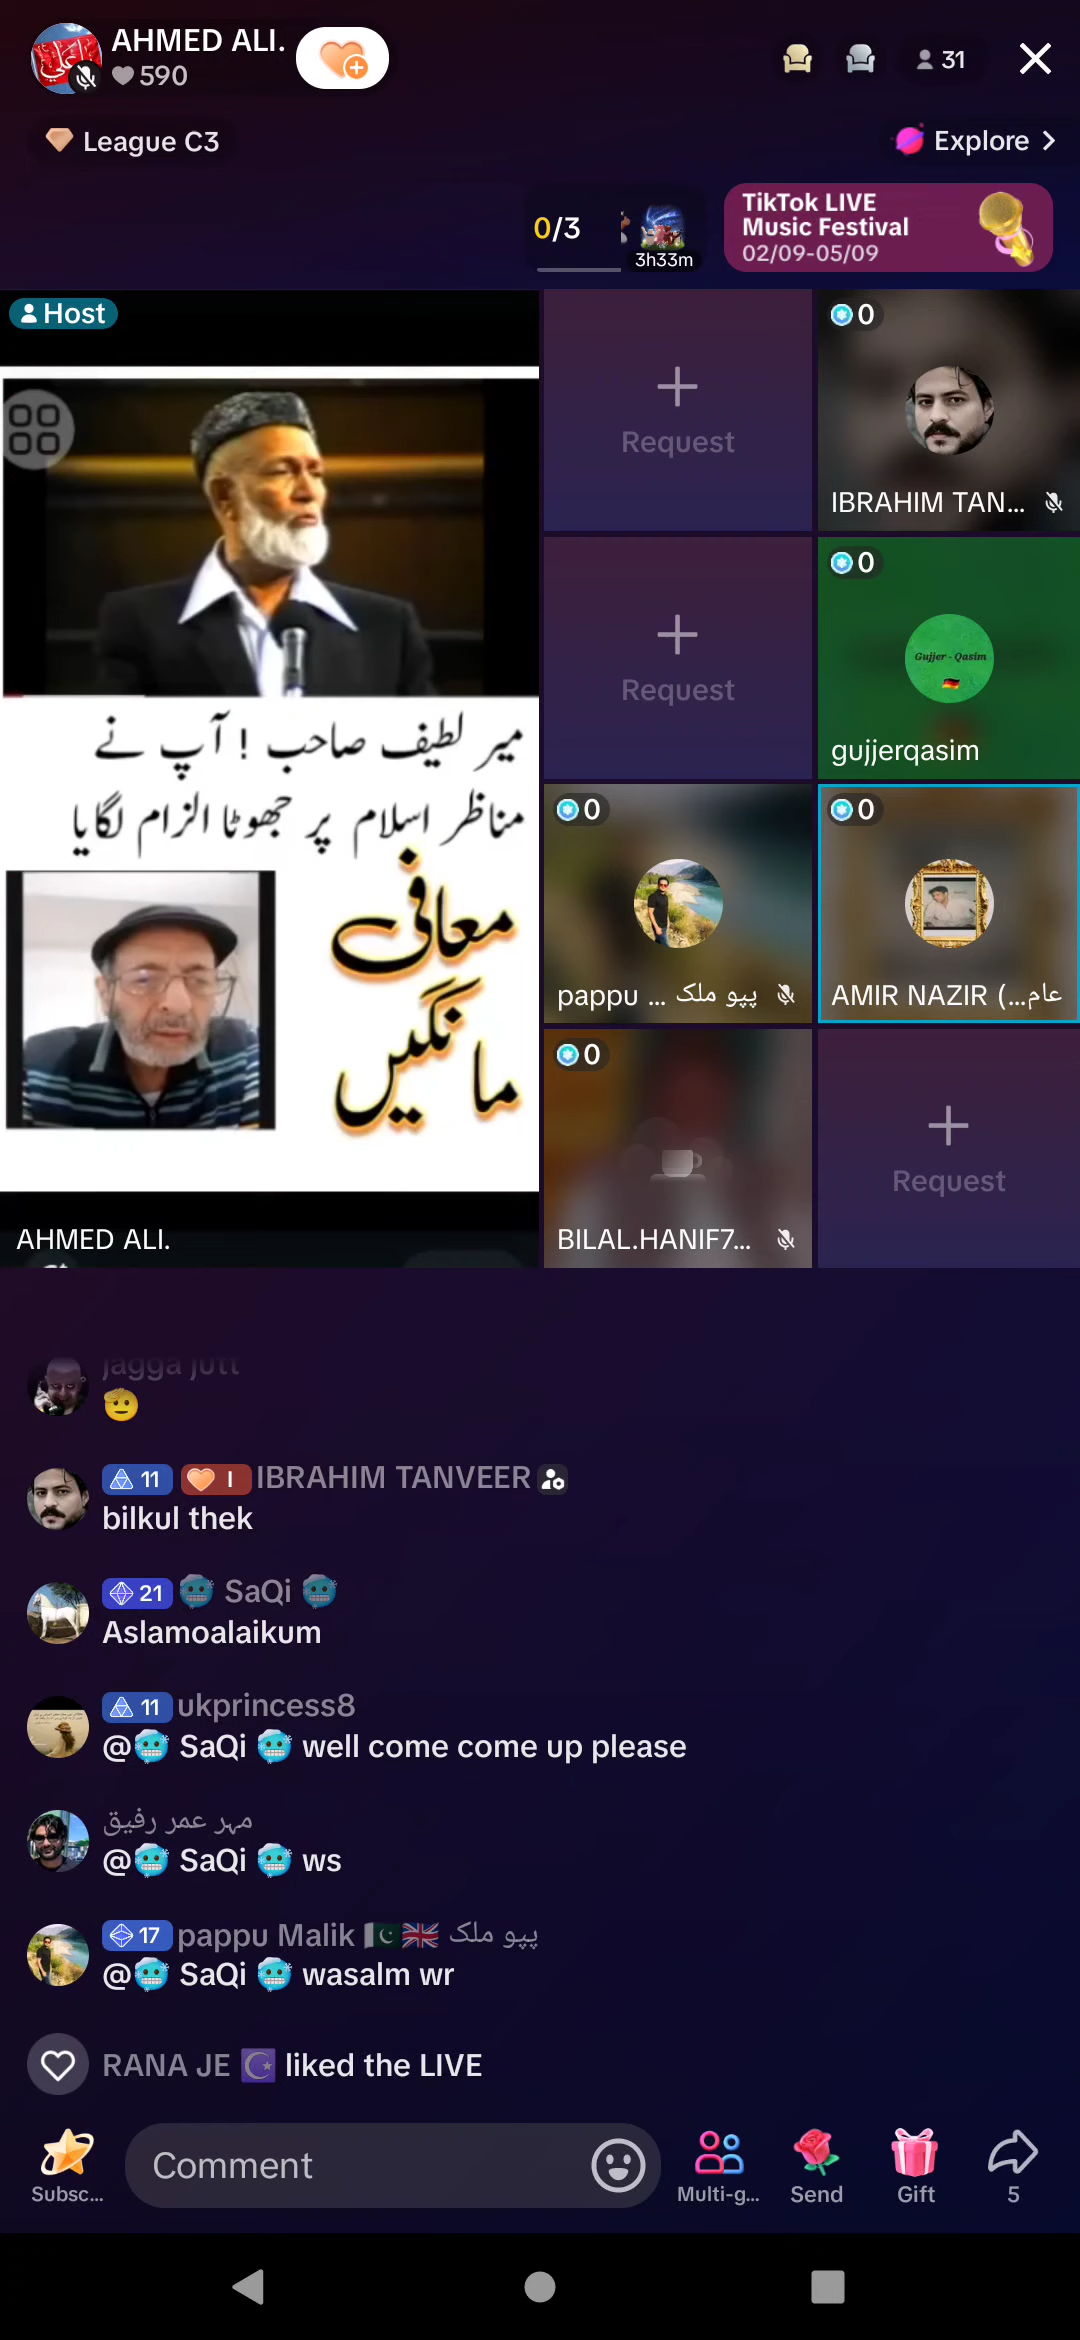 AHMED ALI.
590
31
League C3
Explore
0/3
3h33m
TikTok LIVE
Music Festival
02/09-05/09
Host
میر لطیف صاحب ! آپ نے
مناظر اسلام پر جھوٹا الزام لگایا
معافی
مانگیں
AHMED ALI.
Request
0
IBRAHIM TAN...
Request
0
Gujjer - Qasim
gujjerqasim
0
pappu ... پپو ملک
0
AMIR NAZIR (...عام
0
BILAL.HANIF7...
Request
jagga jutt
11 I IBRAHIM TANVEER
bilkul thek
21 SaQi
Aslamoalaikum
11 ukprincess8
@🥶 SaQi 🥶 well come come up please
مہر عمر رفیق
@🥶 SaQi 🥶 ws
17 pappu Malik 🇵🇰🇬🇧 پپو ملک
@🥶 SaQi 🥶 wasalm wr
RANA JE ☪️ liked the LIVE
Subsc...
Comment
Multi-g...
Send
Gift
5